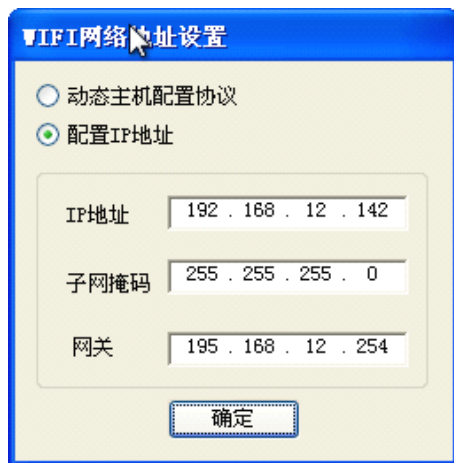 WIFI网络地址设置
动态主机配置协议
配置IP地址
IP地址 192 . 168 . 12 . 142
子网掩码 255 . 255 . 255 . 0
网关 195 . 168 . 12 . 254
确定